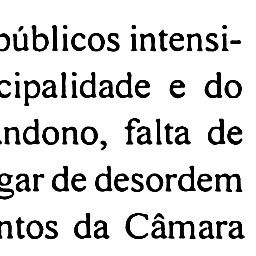 públicos intensi-
cipalidade e do
ndono, falta de
gar de desordem
ntos da Câmara